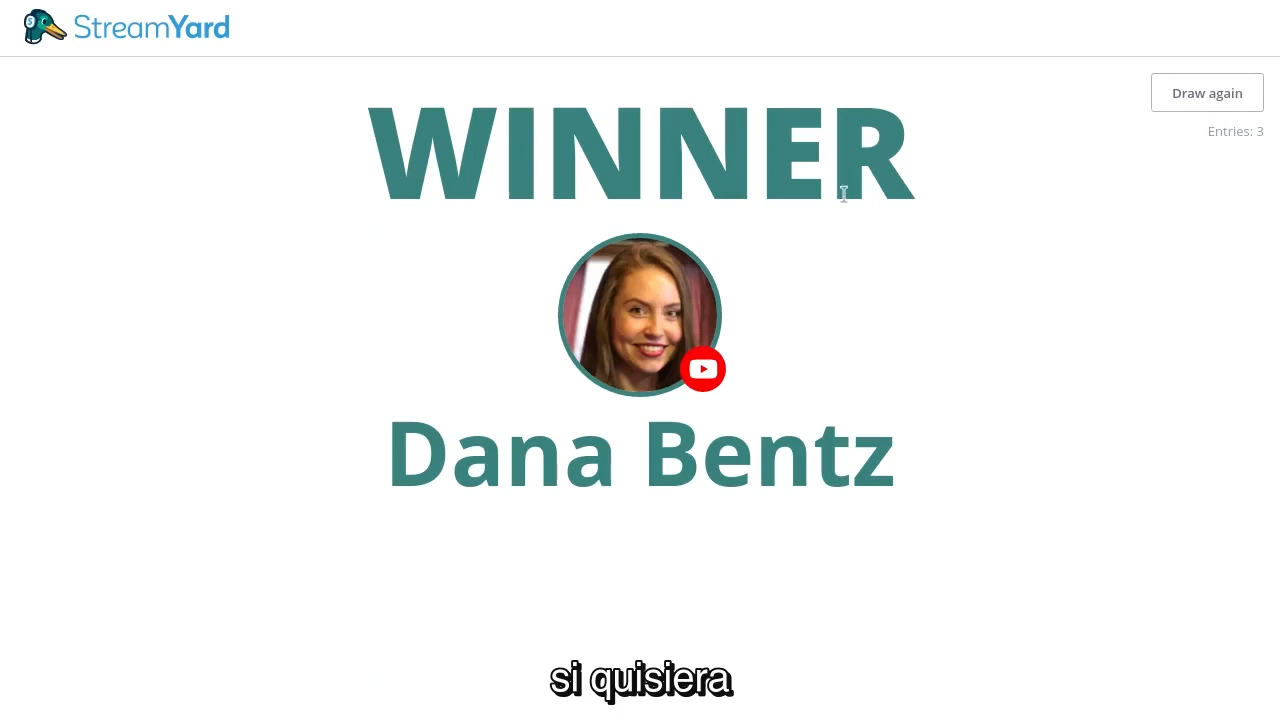 StreamYard
Draw again
Entries: 3
WINNER
Dana Bentz
si quisiera